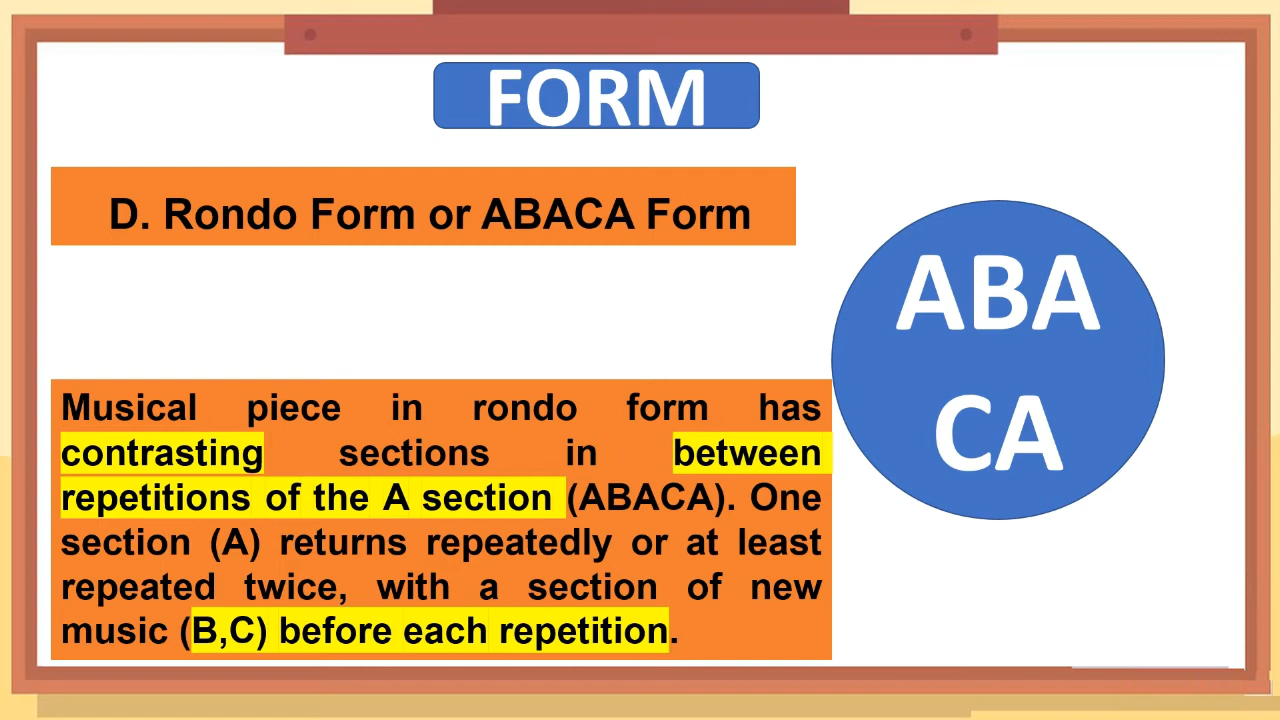 FORM
D. Rondo Form or ABACA Form
ABA
CA
Musical piece in rondo form has
contrasting sections in between
repetitions of the A section (ABACA). One
section (A) returns repeatedly or at least
repeated twice, with a section of new
music (B,C) before each repetition.